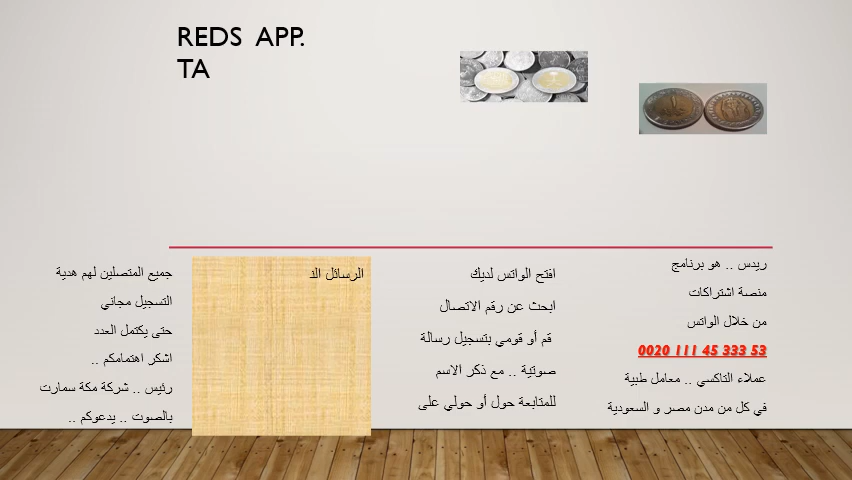 REDS APP.
TA
ريدس .. هو برنامج
منصة اشتراكات
من خلال الواتس
0020 111 45 333 53
عملاء التاكسي .. معامل طبية
في كل من مدن مصر و السعودية
افتح الواتس لديك
ابحث عن رقم الاتصال
قم أو قومي بتسجيل رسالة
صوتية .. مع ذكر الاسم
للمتابعة حول أو حولي على
الرسائل الا
جميع المتصلين لهم هدية
التسجيل مجاني
حتى يكتمل العدد
اشكر اهتمامكم ..
رئيس .. شركة مكة سمارت
بالصوت .. يدعوكم ..